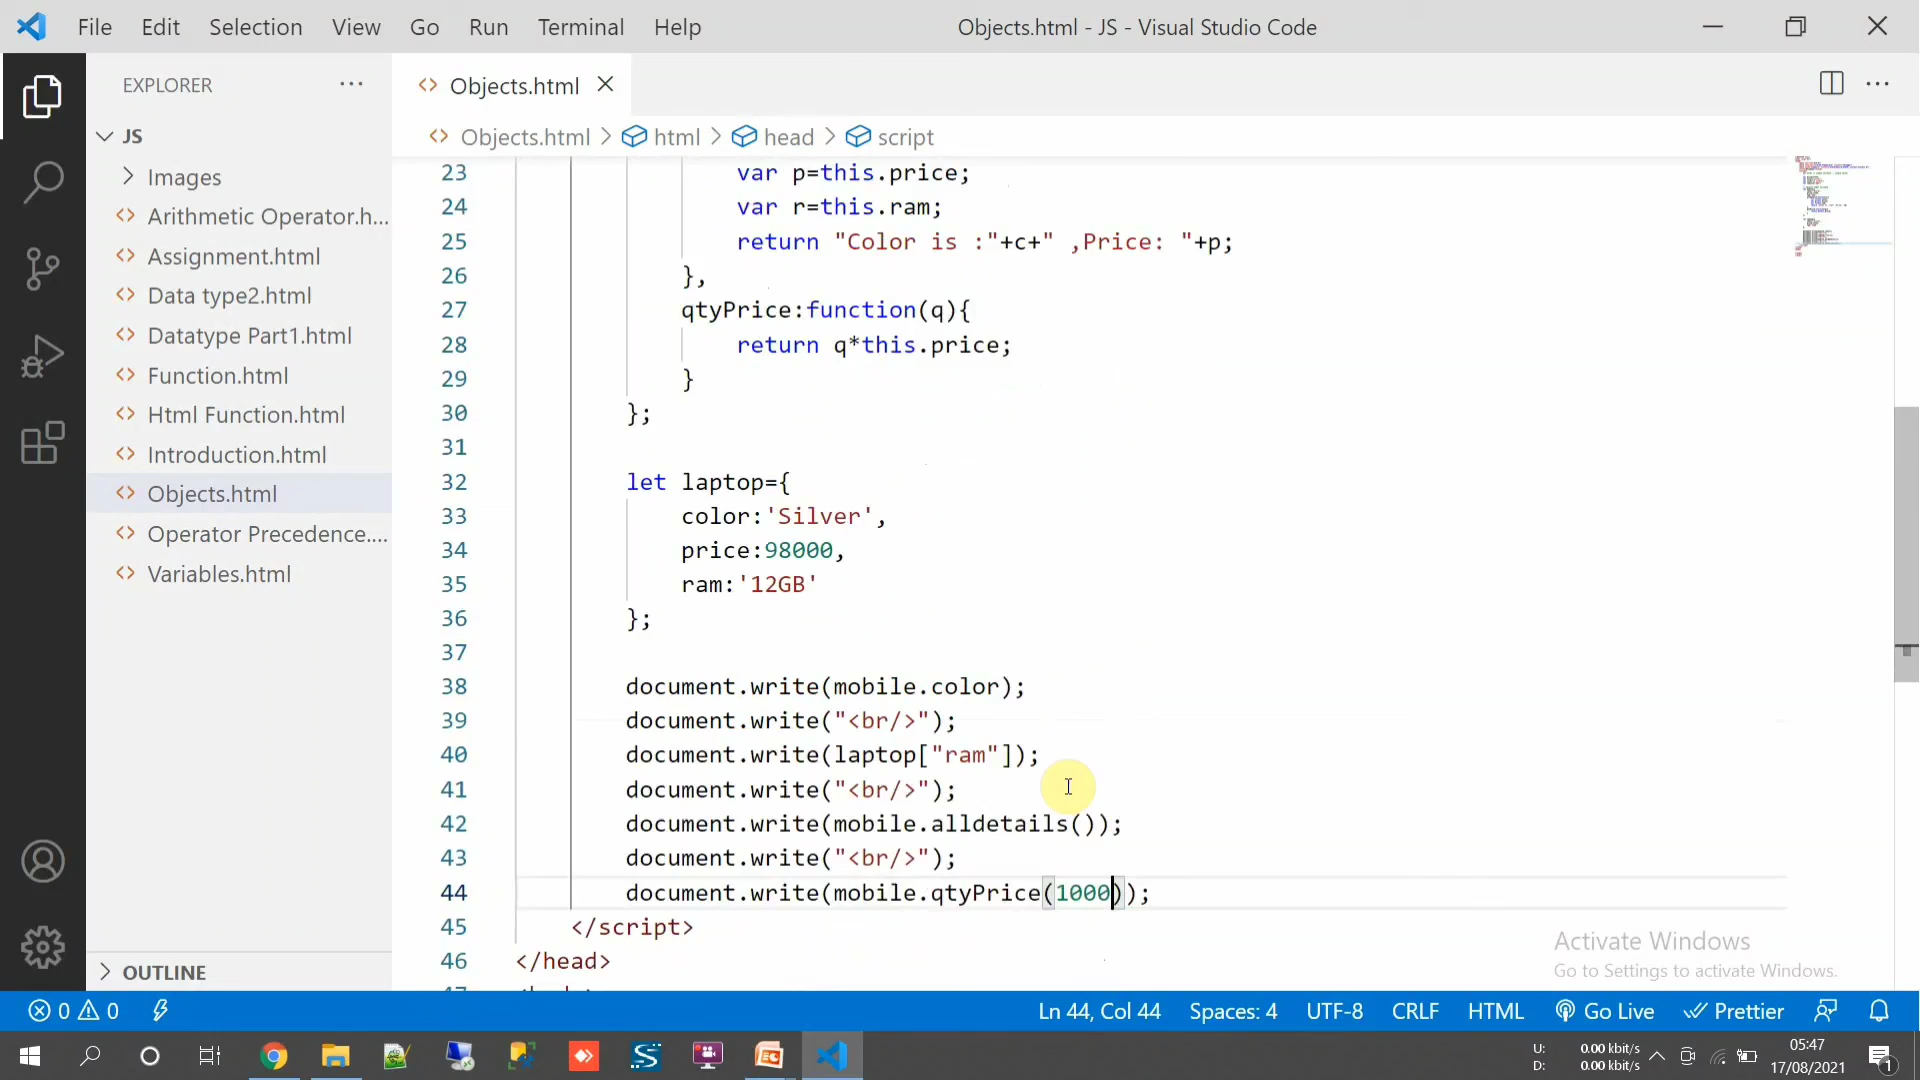 File Edit Selection View Go Run Terminal Help Objects.html - JS - Visual Studio Code
EXPLORER ··· Objects.html
JS
Objects.html > html > head > script
Images
Arithmetic Operator.h...
Assignment.html
Data type2.html
Datatype Part1.html
Function.html
Html Function.html
Introduction.html
Objects.html
Operator Precedence....
Variables.html
OUTLINE
23 var p=this.price;
24 var r=this.ram;
25 return "Color is :"+c+" ,Price: "+p;
26 },
27 qtyPrice:function(q){
28 return q*this.price;
29 }
30 };
31
32 let laptop={
33 color:'Silver',
34 price:98000,
35 ram:'12GB'
36 };
37
38 document.write(mobile.color);
39 document.write("<br/>");
40 document.write(laptop["ram"]);
41 document.write("<br/>");
42 document.write(mobile.alldetails());
43 document.write("<br/>");
44 document.write(mobile.qtyPrice(1000));
45 </script>
46 </head>
Activate Windows
Go to Settings to activate Windows.
0 0 Ln 44, Col 44 Spaces: 4 UTF-8 CRLF HTML Go Live Prettier
U: 0.00 kbit/s
D: 0.00 kbit/s
05:47
17/08/2021
1